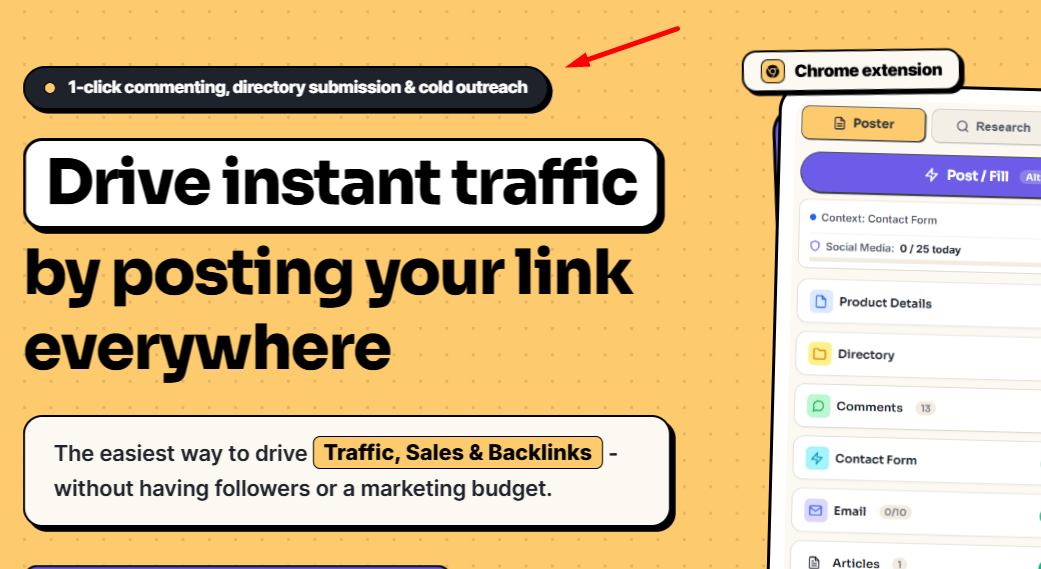 1-click commenting, directory submission & cold outreach
Drive instant traffic
by posting your link
everywhere
The easiest way to drive Traffic, Sales & Backlinks -
without having followers or a marketing budget.
Chrome extension
Poster
Research
Post / Fill
Alt
Context: Contact Form
Social Media: 0 / 25 today
Product Details
Directory
Comments 13
Contact Form
Email 0/10
Articles 1